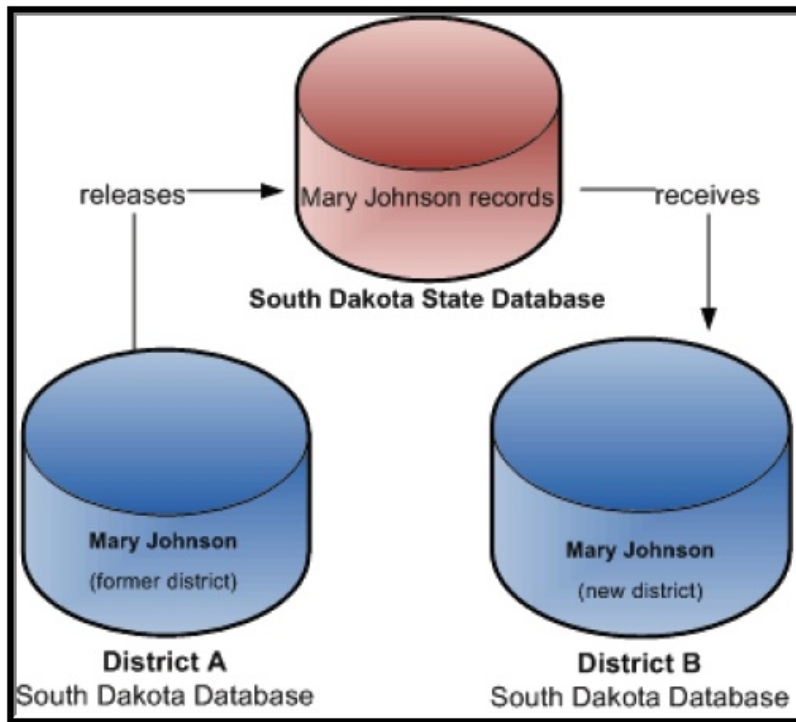 releases
Mary Johnson records
receives
South Dakota State Database
Mary Johnson
(former district)
District A
South Dakota Database
Mary Johnson
(new district)
District B
South Dakota Database